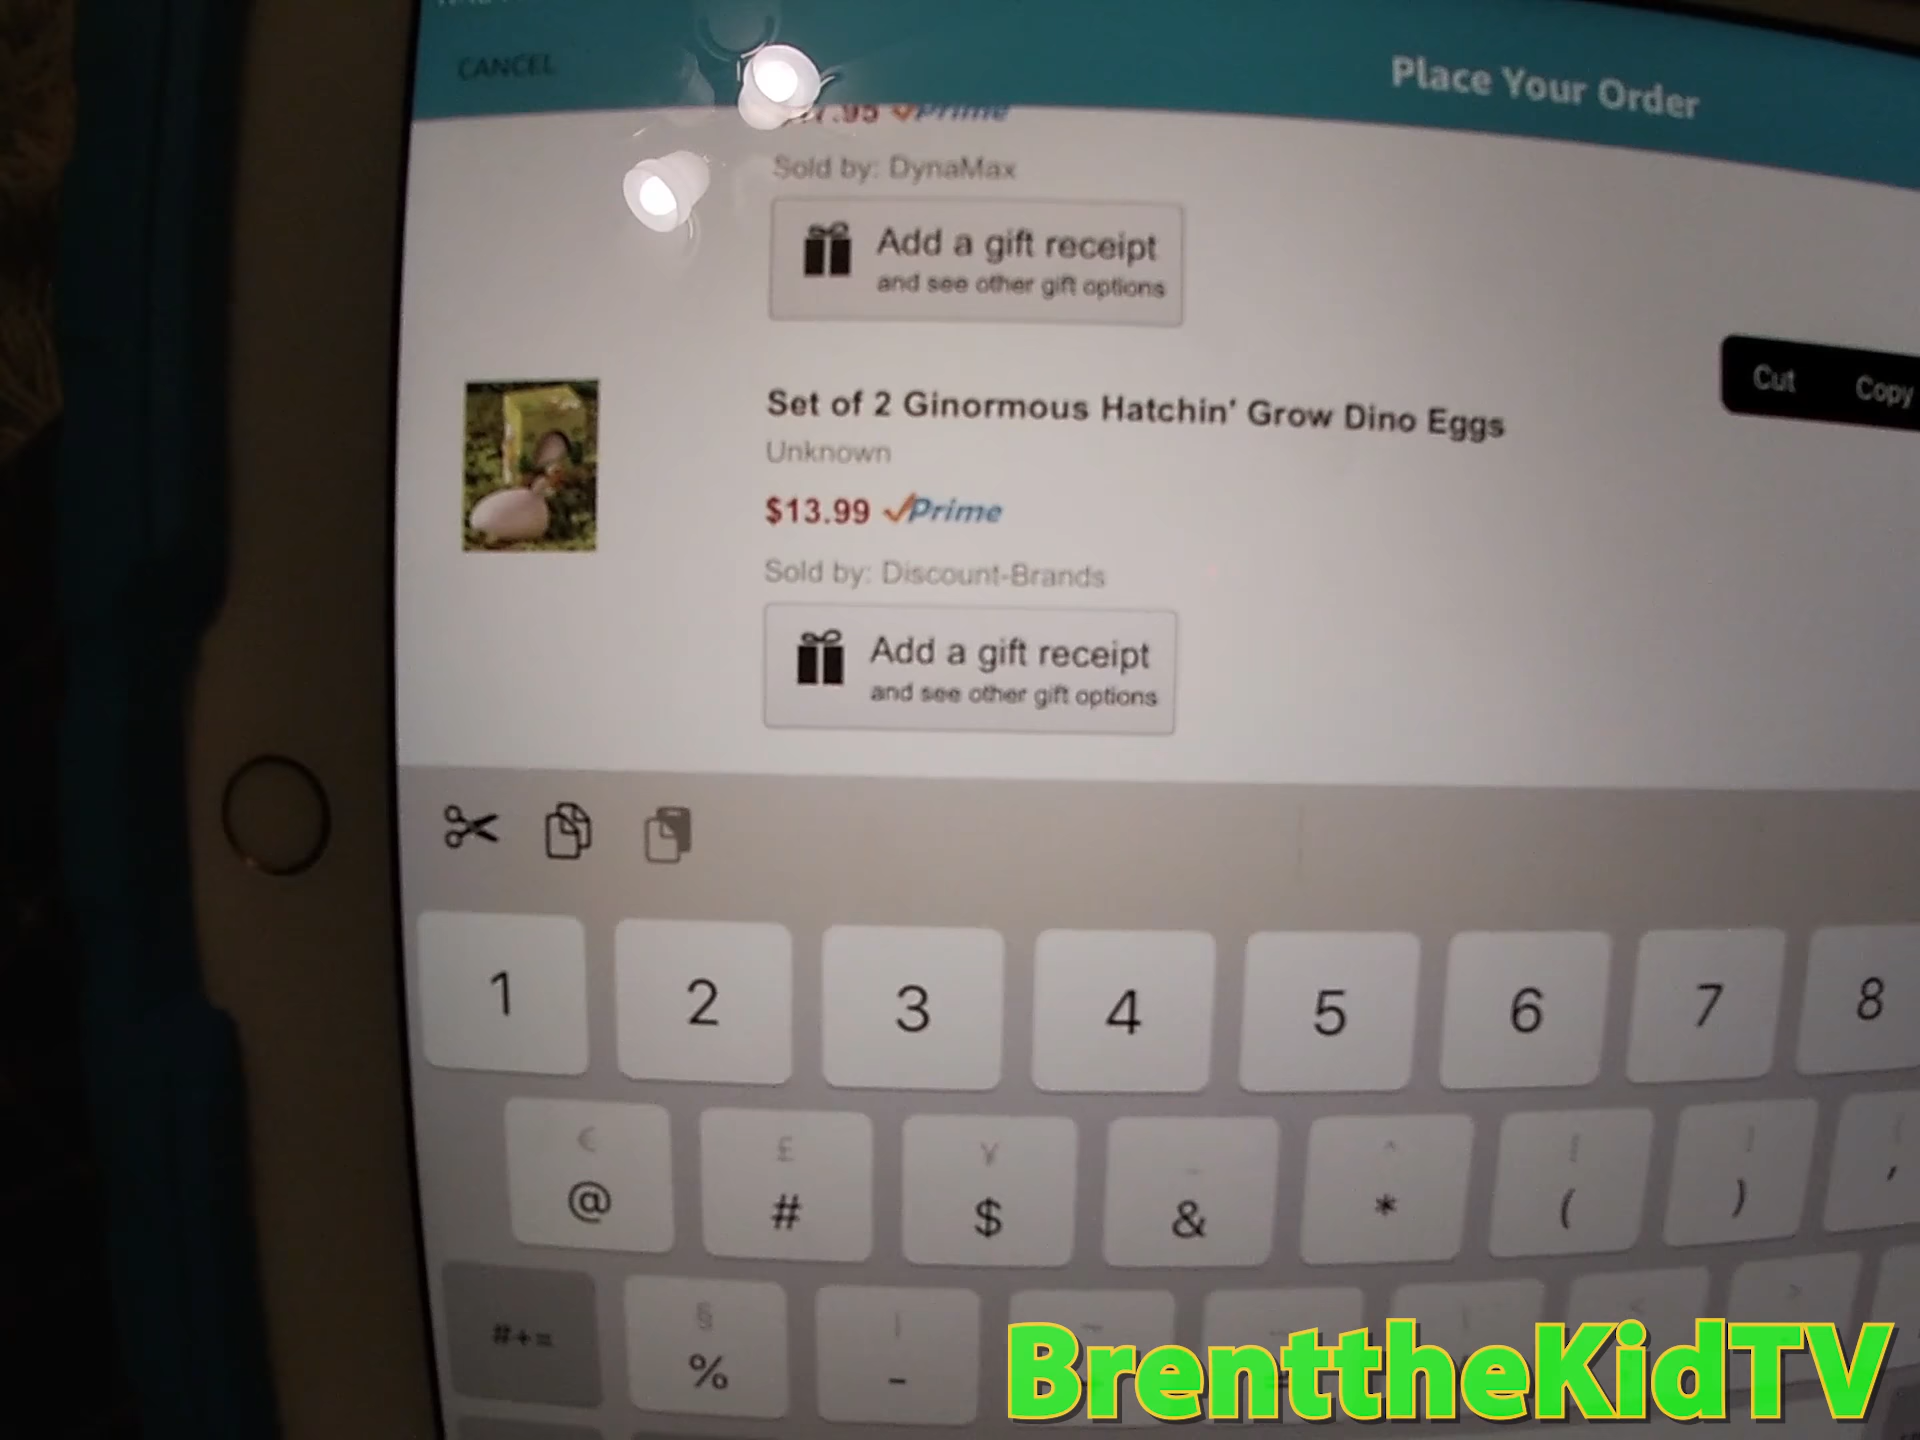 CANCEL
Place Your Order
.95 Prime
Sold by: DynaMax
Add a gift receipt
and see other gift options
Cut Copy
Set of 2 Ginormous Hatchin' Grow Dino Eggs
Unknown
$13.99 Prime
Sold by: Discount-Brands
Add a gift receipt
and see other gift options
1 2 3 4 5 6 7 8
€ £ ¥ _ ^ [ ]
@ # $ & * ( ) ,
#+= § |
% -
BrenttheKidTV